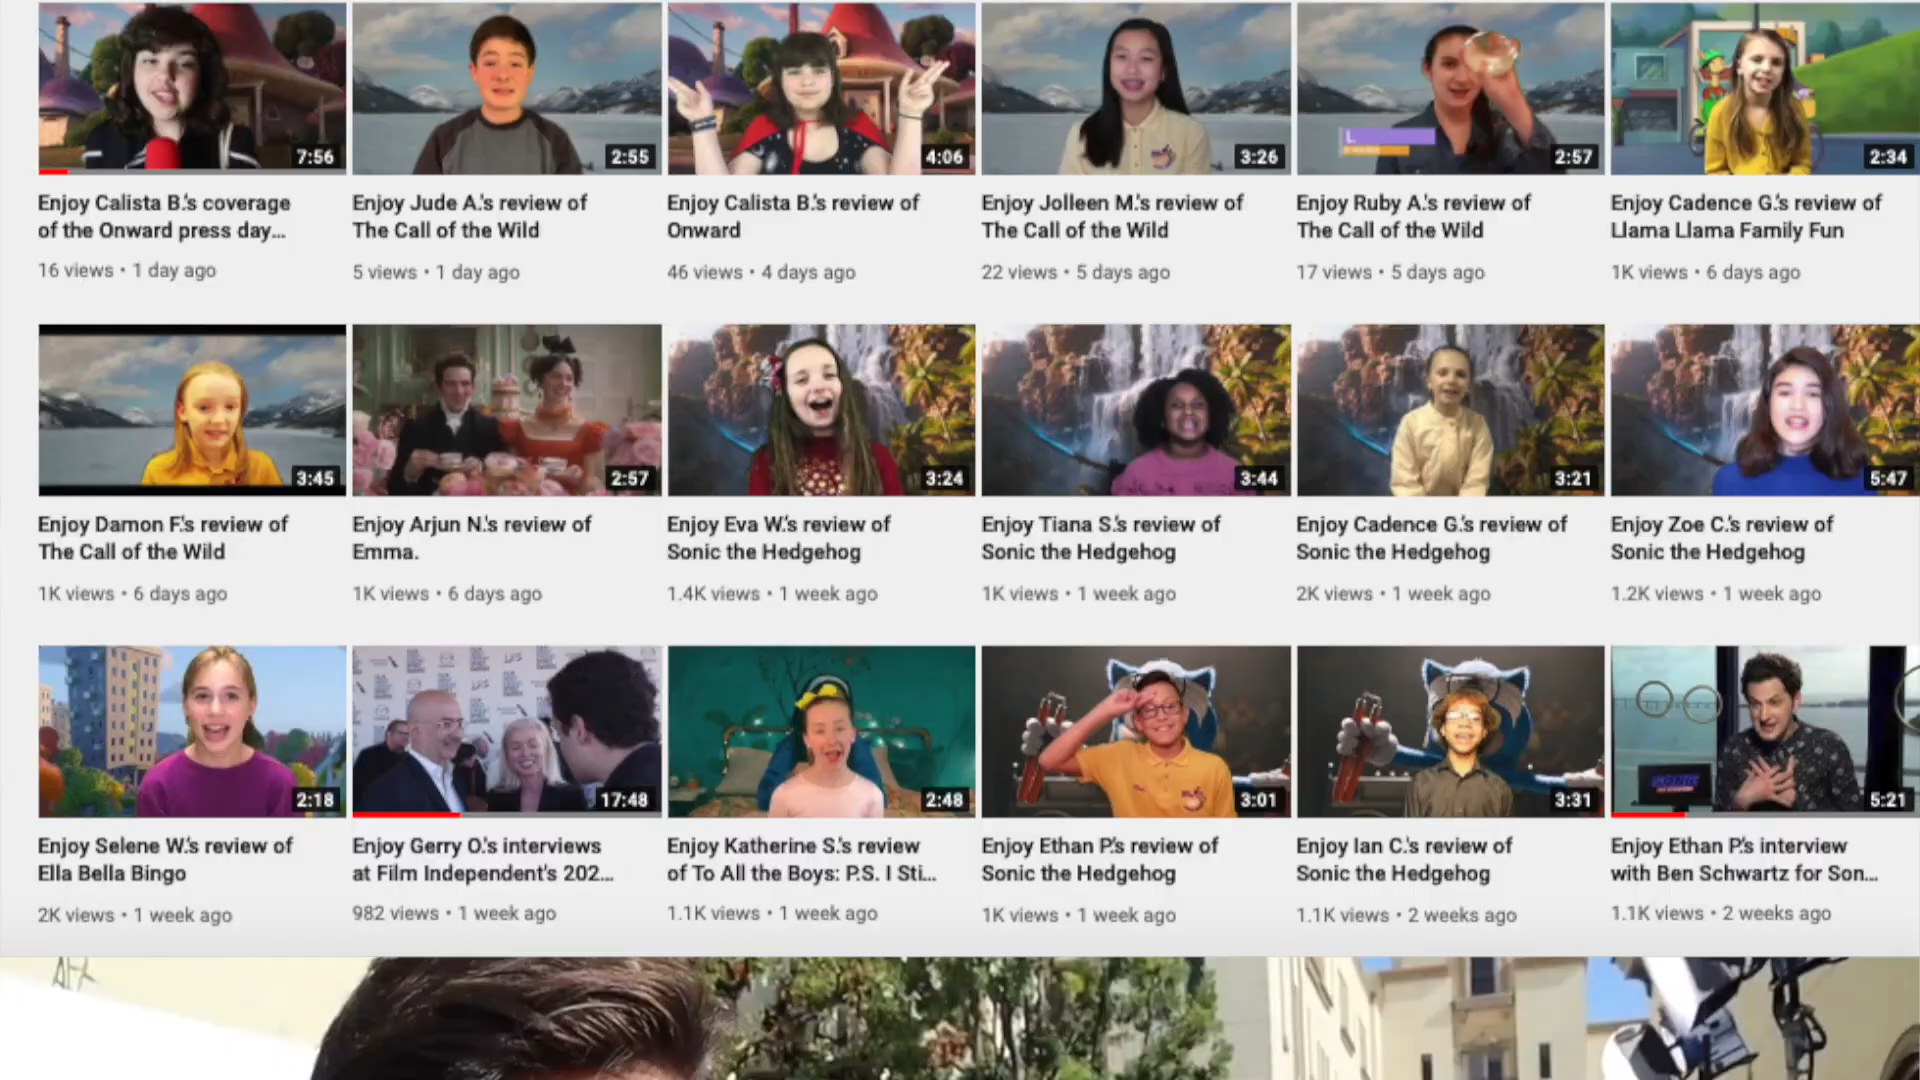 7:56
2:55
4:06
3:26
L
2:57
2:34
Enjoy Calista B.'s coverage
of the Onward press day...
16 views • 1 day ago
Enjoy Jude A.'s review of
The Call of the Wild
5 views • 1 day ago
Enjoy Calista B.'s review of
Onward
46 views • 4 days ago
Enjoy Jolleen M.'s review of
The Call of the Wild
22 views • 5 days ago
Enjoy Ruby A.'s review of
The Call of the Wild
17 views • 5 days ago
Enjoy Cadence G.'s review of
Llama Llama Family Fun
1K views • 6 days ago
3:45
2:57
3:24
3:44
3:21
5:47
Enjoy Damon F.'s review of
The Call of the Wild
1K views • 6 days ago
Enjoy Arjun N.'s review of
Emma.
1K views • 6 days ago
Enjoy Eva W.'s review of
Sonic the Hedgehog
1.4K views • 1 week ago
Enjoy Tiana S.'s review of
Sonic the Hedgehog
1K views • 1 week ago
Enjoy Cadence G.'s review of
Sonic the Hedgehog
2K views • 1 week ago
Enjoy Zoe C.'s review of
Sonic the Hedgehog
1.2K views • 1 week ago
2:18
17:48
2:48
3:01
3:31
5:21
Enjoy Selene W.'s review of
Ella Bella Bingo
2K views • 1 week ago
Enjoy Gerry O.'s interviews
at Film Independent's 202...
982 views • 1 week ago
Enjoy Katherine S.'s review
of To All the Boys: P.S. I Sti...
1.1K views • 1 week ago
Enjoy Ethan P.'s review of
Sonic the Hedgehog
1K views • 1 week ago
Enjoy Ian C.'s review of
Sonic the Hedgehog
1.1K views • 2 weeks ago
Enjoy Ethan P.'s interview
with Ben Schwartz for Son...
1.1K views • 2 weeks ago